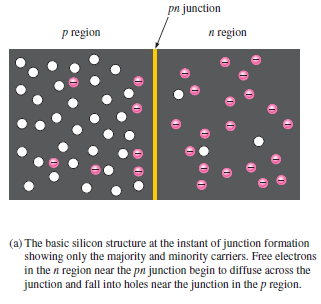 pn junction
p region
n region
(a) The basic silicon structure at the instant of junction formation
showing only the majority and minority carriers. Free electrons
in the n region near the pn junction begin to diffuse across the
junction and fall into holes near the junction in the p region.